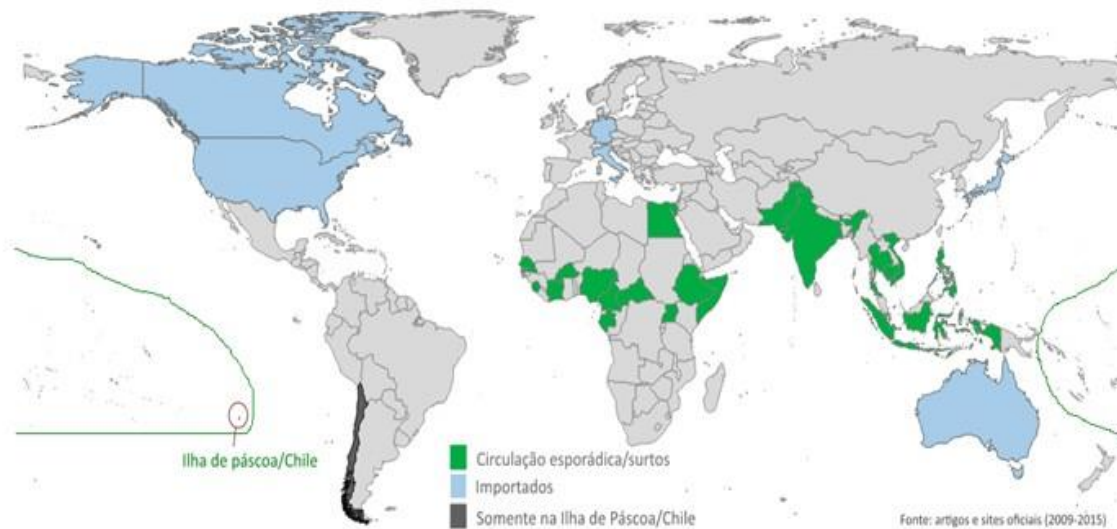 Ilha de páscoa/Chile
Circulação esporádica/surtos
Importados
Somente na Ilha de Páscoa/Chile
Fonte: artigos e sites oficiais (2009-2015)